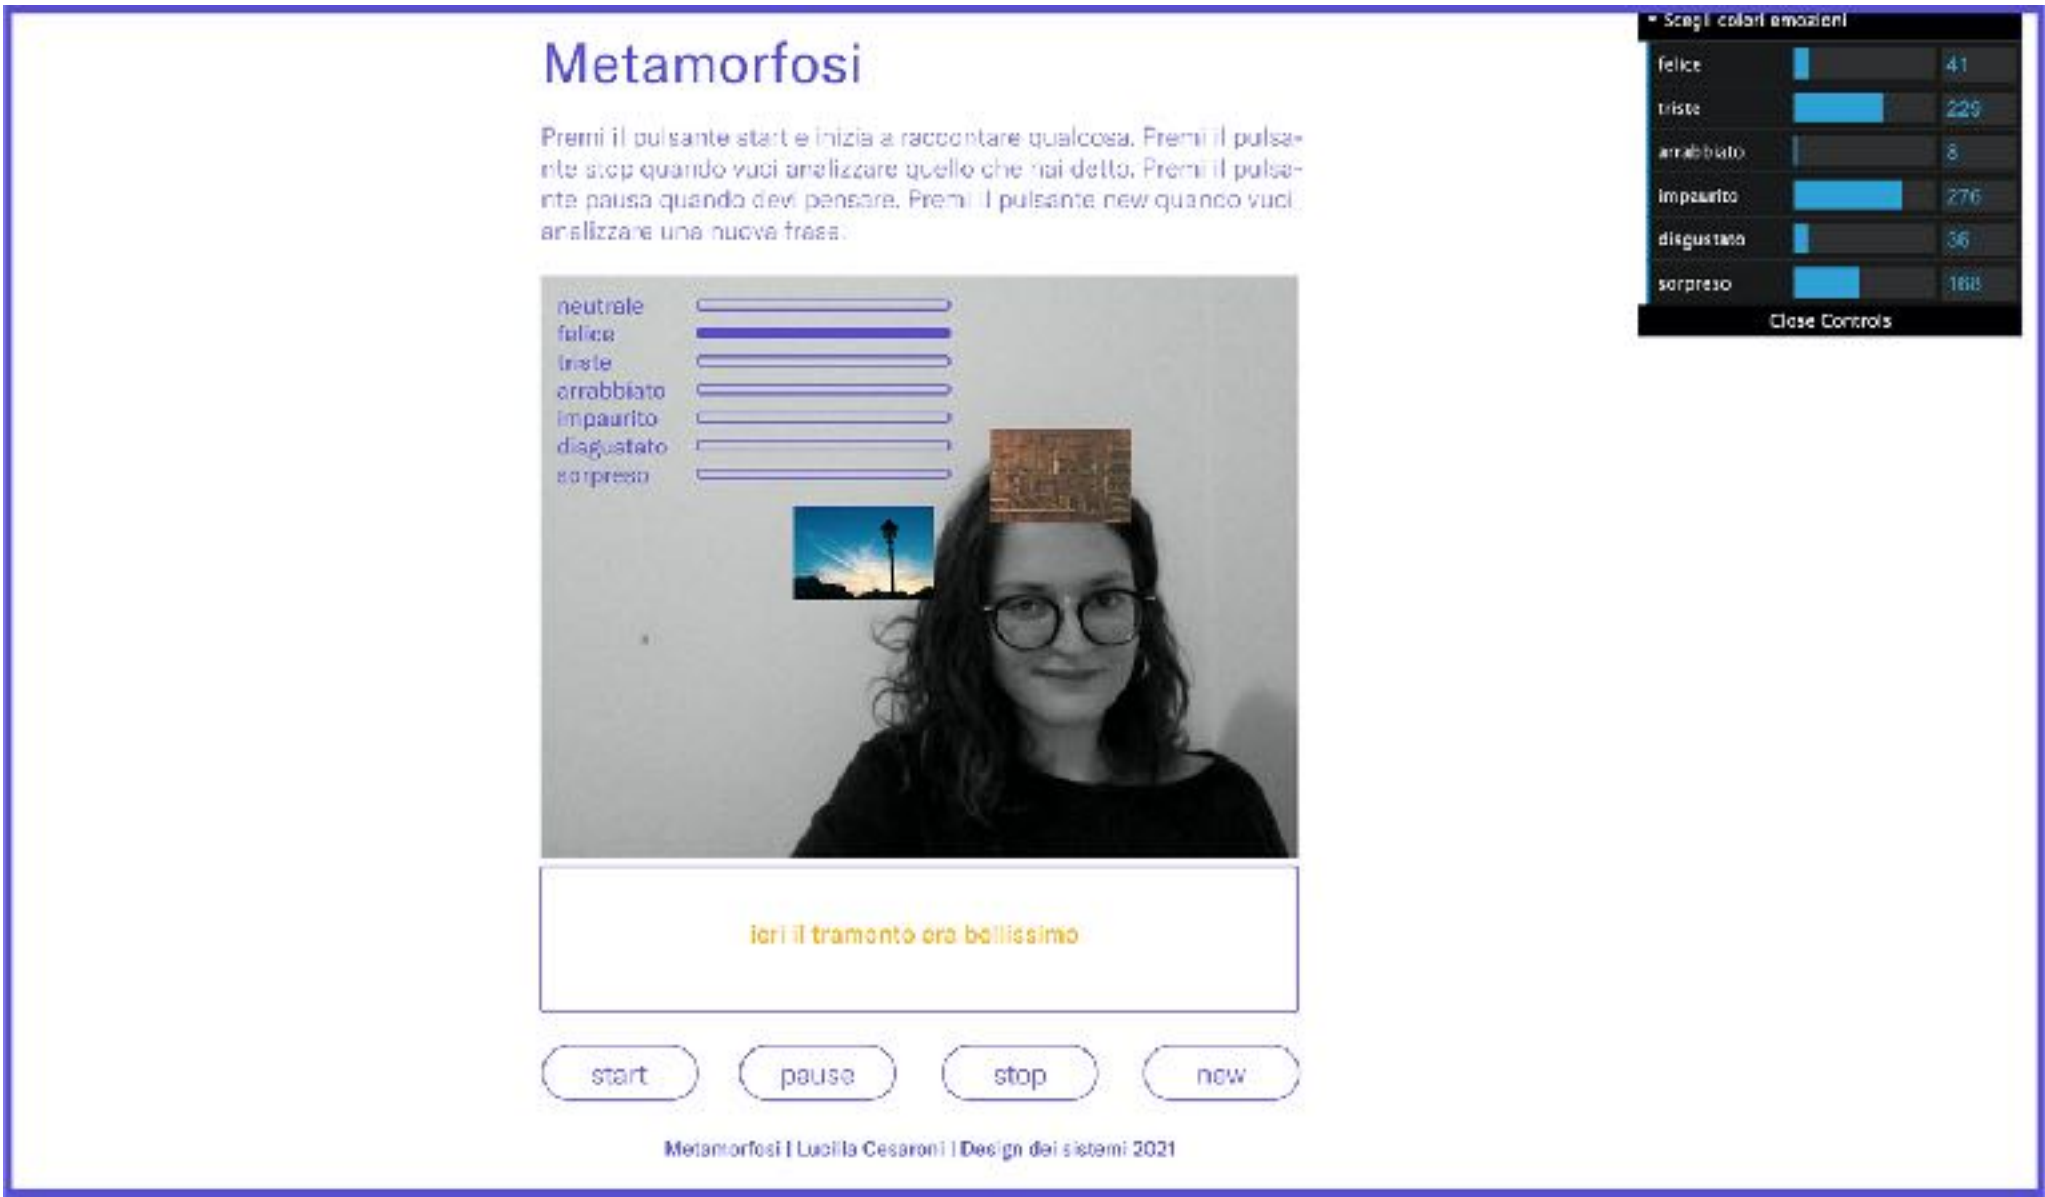 Metamorfosi
Premi il pulsante start e inizia a raccontare qualcosa. Premi il pulsa-
nte stop quando vuoi analizzare quello che hai detto. Premi il pulsa-
nte pausa quando devi pensare. Premi il pulsante new quando vuoi
analizzare una nuova frase.
neutrale
felice
triste
arrabbiato
impaurito
disgustato
sorpreso
ieri il tramonto era bellissimo
start pause stop new
Metamorfosi | Lucilla Cesaroni | Design dei sistemi 2021
Scegli colori emozioni
felice 41
triste 229
arrabbiato 8
impaurito 276
disgustato 36
sorpreso 168
Close Controls